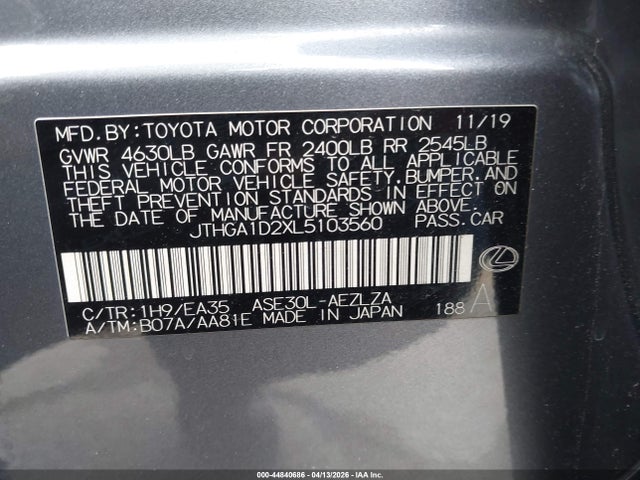 MFD. BY: TOYOTA MOTOR CORPORATION 11/19
GVWR 4630LB GAWR FR 2400LB RR 2545LB
THIS VEHICLE CONFORMS TO ALL APPLICABLE
FEDERAL MOTOR VEHICLE SAFETY, BUMPER, AND
THEFT PREVENTION STANDARDS IN EFFECT ON
THE DATE OF MANUFACTURE SHOWN ABOVE.
JTHGA1D2XL5103560 PASS. CAR
C/TR: 1H9/EA35 ASE30L-AEZLZA
A/TM: B07A/AA81E MADE IN JAPAN 188 A
000-44840686 - 04/13/2026 - IAA Inc.